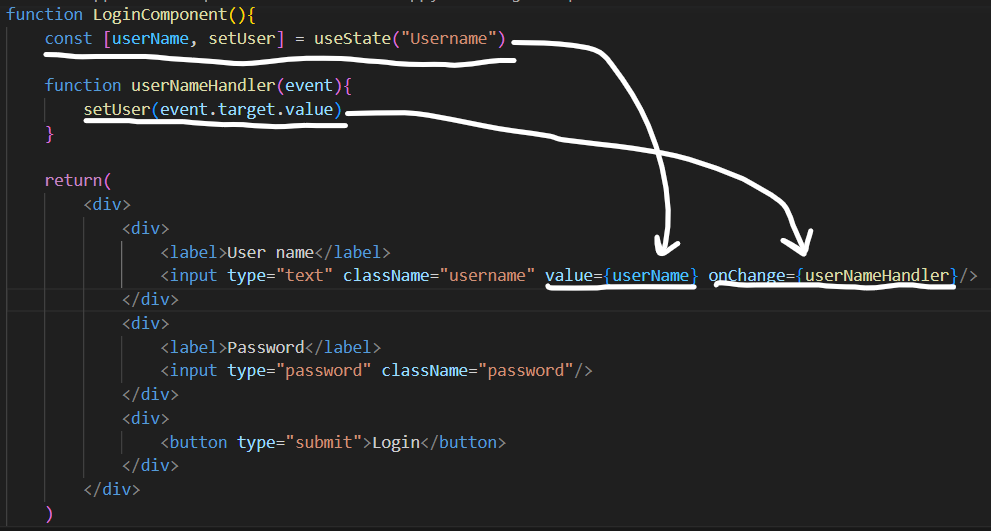 function LoginComponent(){
const [userName, setUser] = useState("Username")
function userNameHandler(event){
setUser(event.target.value)
}
return(
<div>
<div>
<label>User name</label>
<input type="text" className="username" value={userName} onChange={userNameHandler}/>
</div>
<div>
<label>Password</label>
<input type="password" className="password"/>
</div>
<div>
<button type="submit">Login</button>
</div>
</div>
)